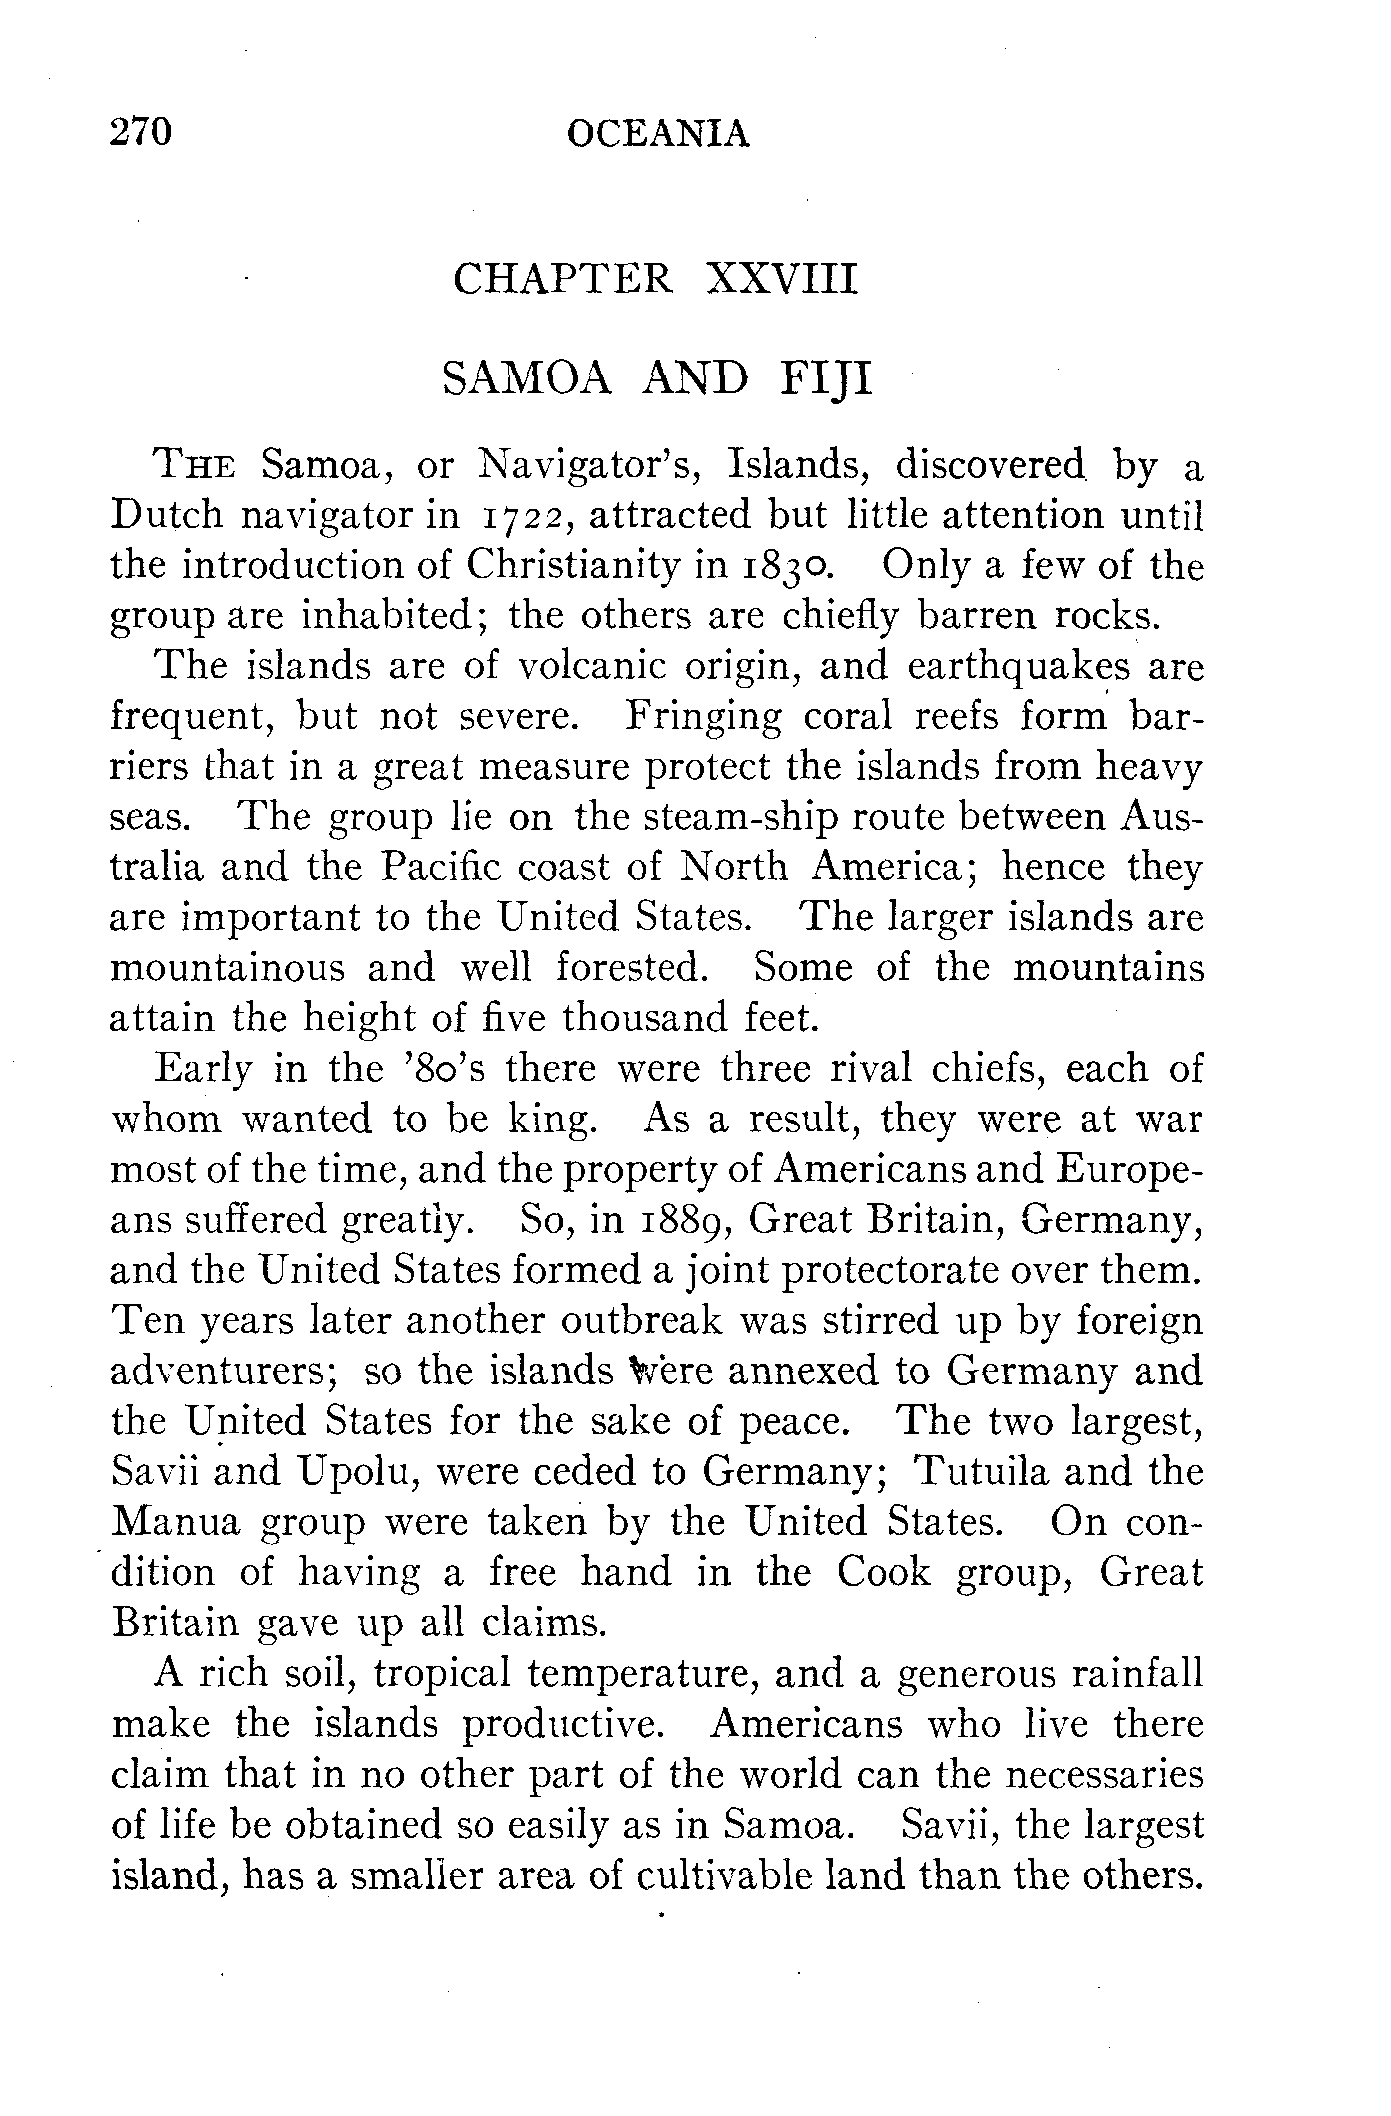 270 OCEANIA
CHAPTER XXVIII
SAMOA AND FIJI
THE Samoa, or Navigator's, Islands, discovered by a
Dutch navigator in 1722, attracted but little attention until
the introduction of Christianity in 1830. Only a few of the
group are inhabited; the others are chiefly barren rocks.
The islands are of volcanic origin, and earthquakes are
frequent, but not severe. Fringing coral reefs form bar-
riers that in a great measure protect the islands from heavy
seas. The group lie on the steam-ship route between Aus-
tralia and the Pacific coast of North America; hence they
are important to the United States. The larger islands are
mountainous and well forested. Some of the mountains
attain the height of five thousand feet.
Early in the '80's there were three rival chiefs, each of
whom wanted to be king. As a result, they were at war
most of the time, and the property of Americans and Europe-
ans suffered greatly. So, in 1889, Great Britain, Germany,
and the United States formed a joint protectorate over them.
Ten years later another outbreak was stirred up by foreign
adventurers; so the islands were annexed to Germany and
the United States for the sake of peace. The two largest,
Savii and Upolu, were ceded to Germany; Tutuila and the
Manua group were taken by the United States. On con-
dition of having a free hand in the Cook group, Great
Britain gave up all claims.
A rich soil, tropical temperature, and a generous rainfall
make the islands productive. Americans who live there
claim that in no other part of the world can the necessaries
of life be obtained so easily as in Samoa. Savii, the largest
island, has a smaller area of cultivable land than the others.